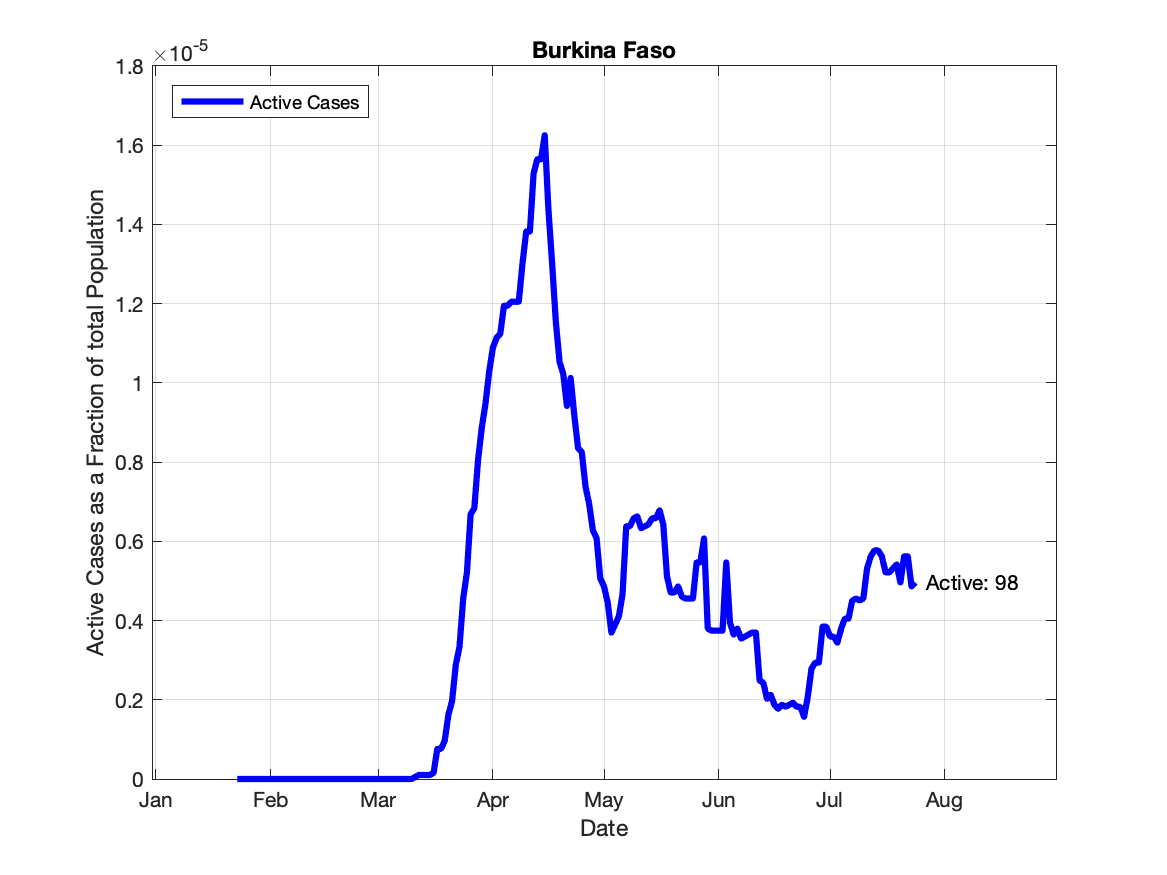 Burkina Faso
×10-5
1.8
1.6
1.4
1.2
1
0.8
0.6
0.4
0.2
0
Active Cases as a Fraction of total Population
Active Cases
Active: 98
Jan Feb Mar Apr May Jun Jul Aug
Date